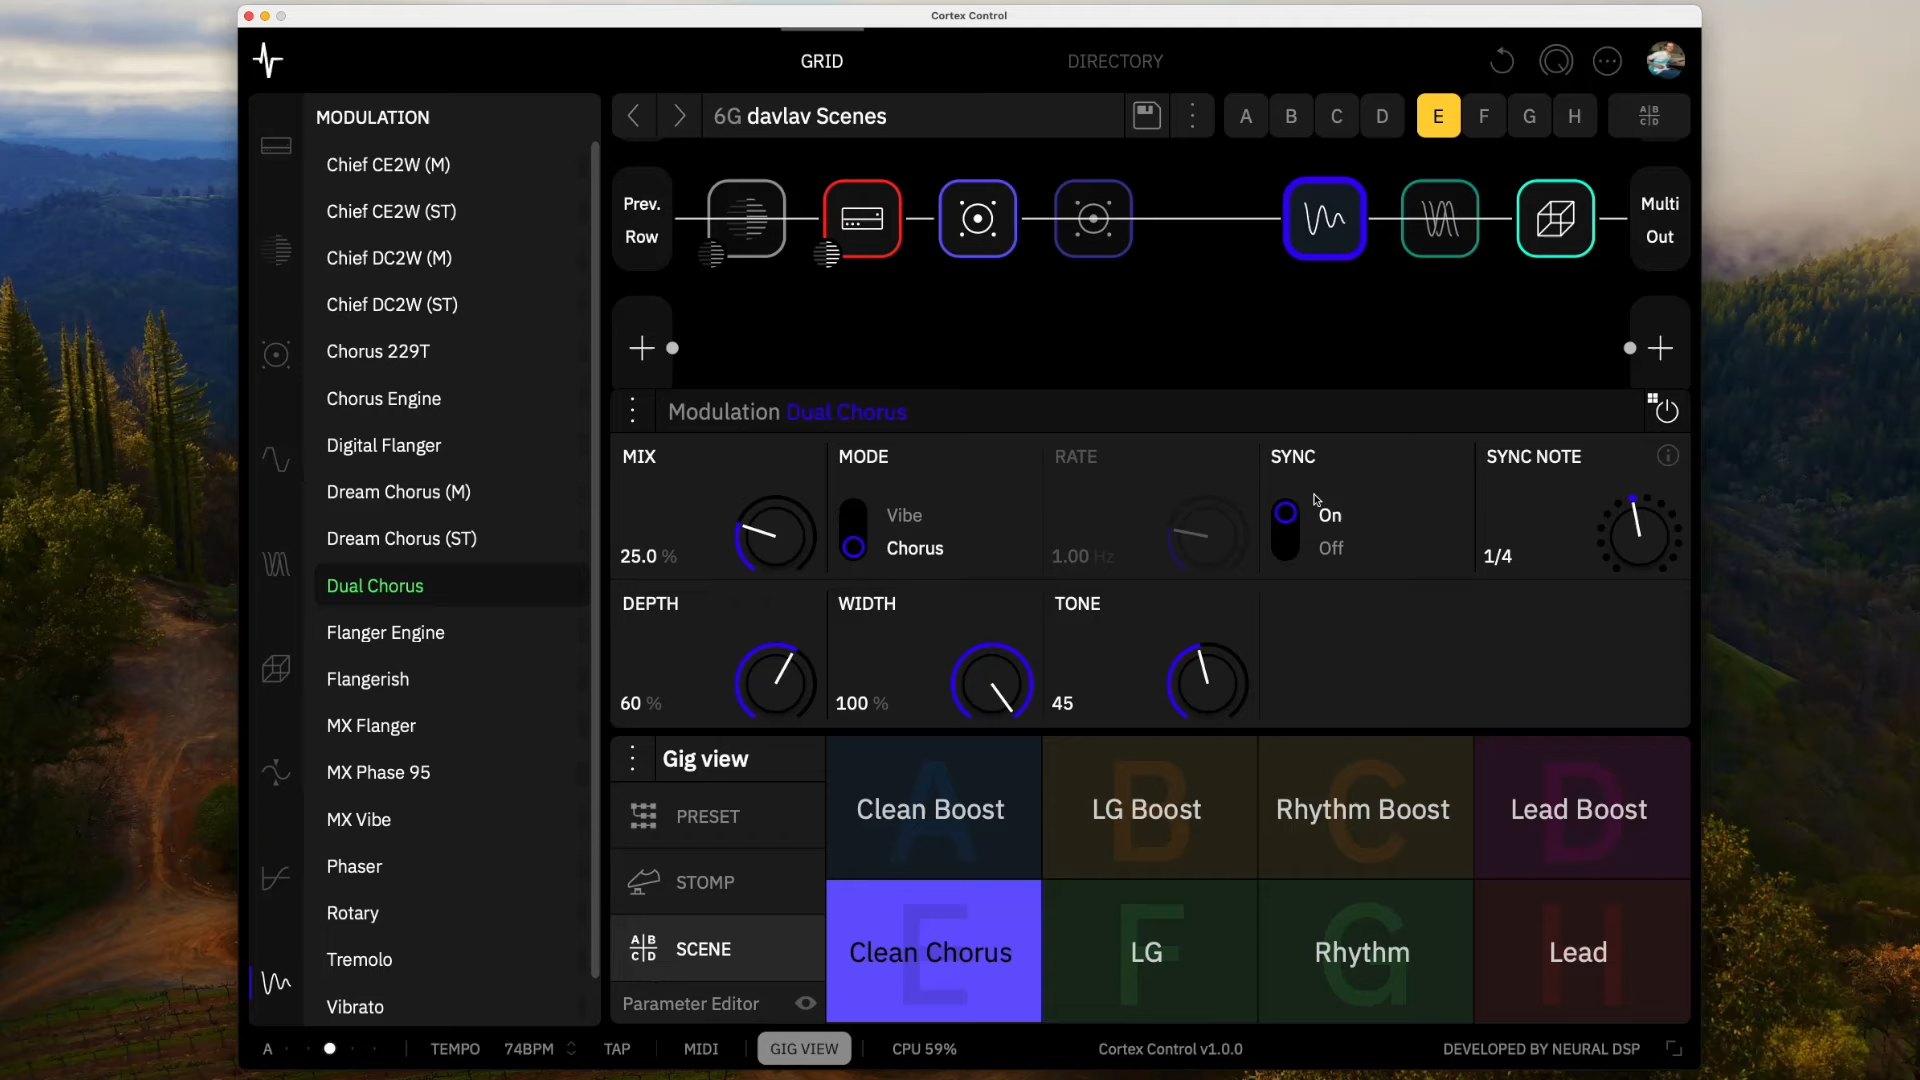 Cortex Control
GRID
DIRECTORY
MODULATION
Chief CE2W (M)
Chief CE2W (ST)
Chief DC2W (M)
Chief DC2W (ST)
Chorus 229T
Chorus Engine
Digital Flanger
Dream Chorus (M)
Dream Chorus (ST)
Dual Chorus
Flanger Engine
Flangerish
MX Flanger
MX Phase 95
MX Vibe
Phaser
Rotary
Tremolo
Vibrato
6G davlav Scenes
A B C D E F G H
A B
C D
Prev.
Row
Multi
Out
Modulation Dual Chorus
MIX
25.0 %
MODE
Vibe
Chorus
RATE
1.00 Hz
SYNC
On
Off
SYNC NOTE
1/4
DEPTH
60 %
WIDTH
100 %
TONE
45
Gig view
PRESET
STOMP
A B
C D
SCENE
Parameter Editor
A
Clean Boost
B
LG Boost
C
Rhythm Boost
D
Lead Boost
E
Clean Chorus
F
LG
G
Rhythm
H
Lead
A
TEMPO 74BPM TAP MIDI GIG VIEW CPU 59% Cortex Control v1.0.0 DEVELOPED BY NEURAL DSP